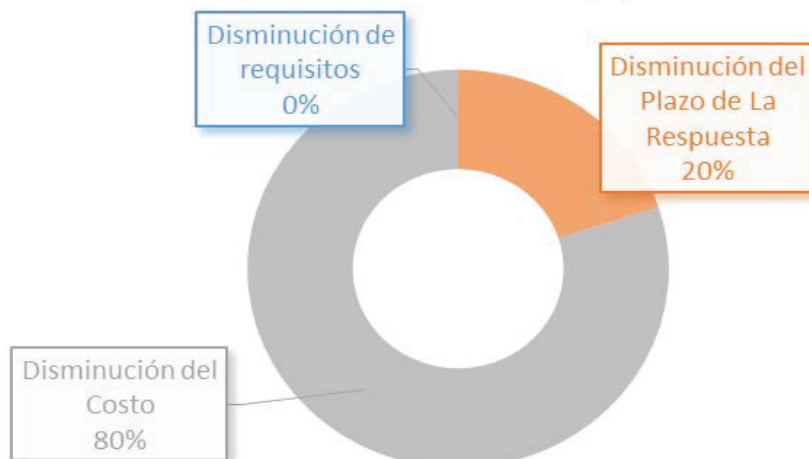 Disminución de
requisitos
0%
Disminución del
Plazo de La
Respuesta
20%
Disminución del
Costo
80%